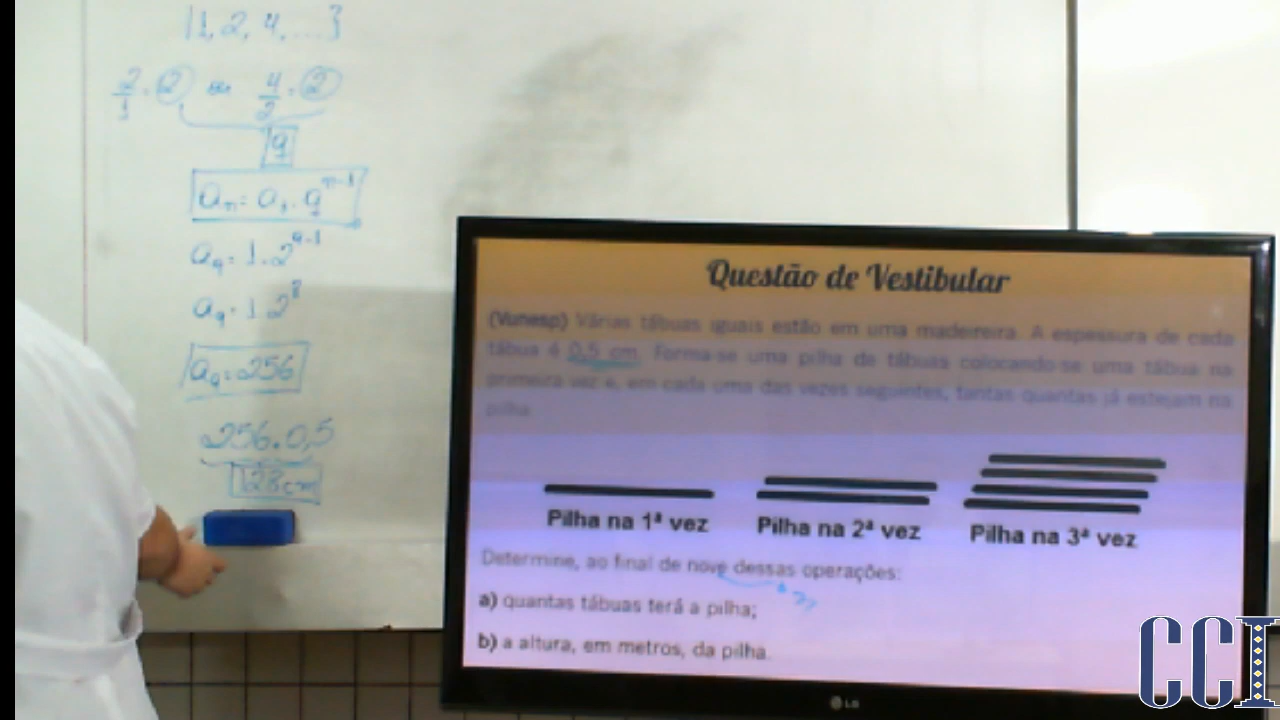 {1, 2, 4, ...}
2/1 = 2 ou 4/2 = 2
q
aₙ = a₁ . qⁿ⁻¹
a₉ = 1 . 2⁹⁻¹
a₉ = 1 . 2⁸
a₉ = 256
256 . 0,5
128 cm
Questão de Vestibular
(Vunesp) Várias tábuas iguais estão em uma madeireira. A espessura de cada
tábua é 0,5 cm. Forma-se uma pilha de tábuas colocando-se uma tábua na
primeira vez e, em cada uma das vezes seguintes, tantas quantas já estejam na
pilha.
Pilha na 1ª vez Pilha na 2ª vez Pilha na 3ª vez
Determine, ao final de nove dessas operações:
a) quantas tábuas terá a pilha;
b) a altura, em metros, da pilha.
LG
CCI